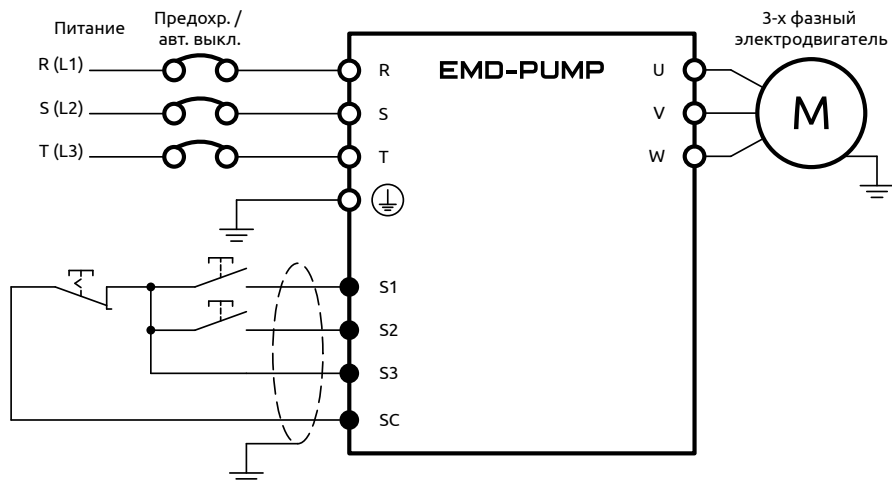 Питание
Предохр. /
авт. выкл.
3-х фазный
электродвигатель
R (L1)
R
EMD-PUMP
U
S (L2)
S
V
M
T (L3)
T
W
S1
S2
S3
SC